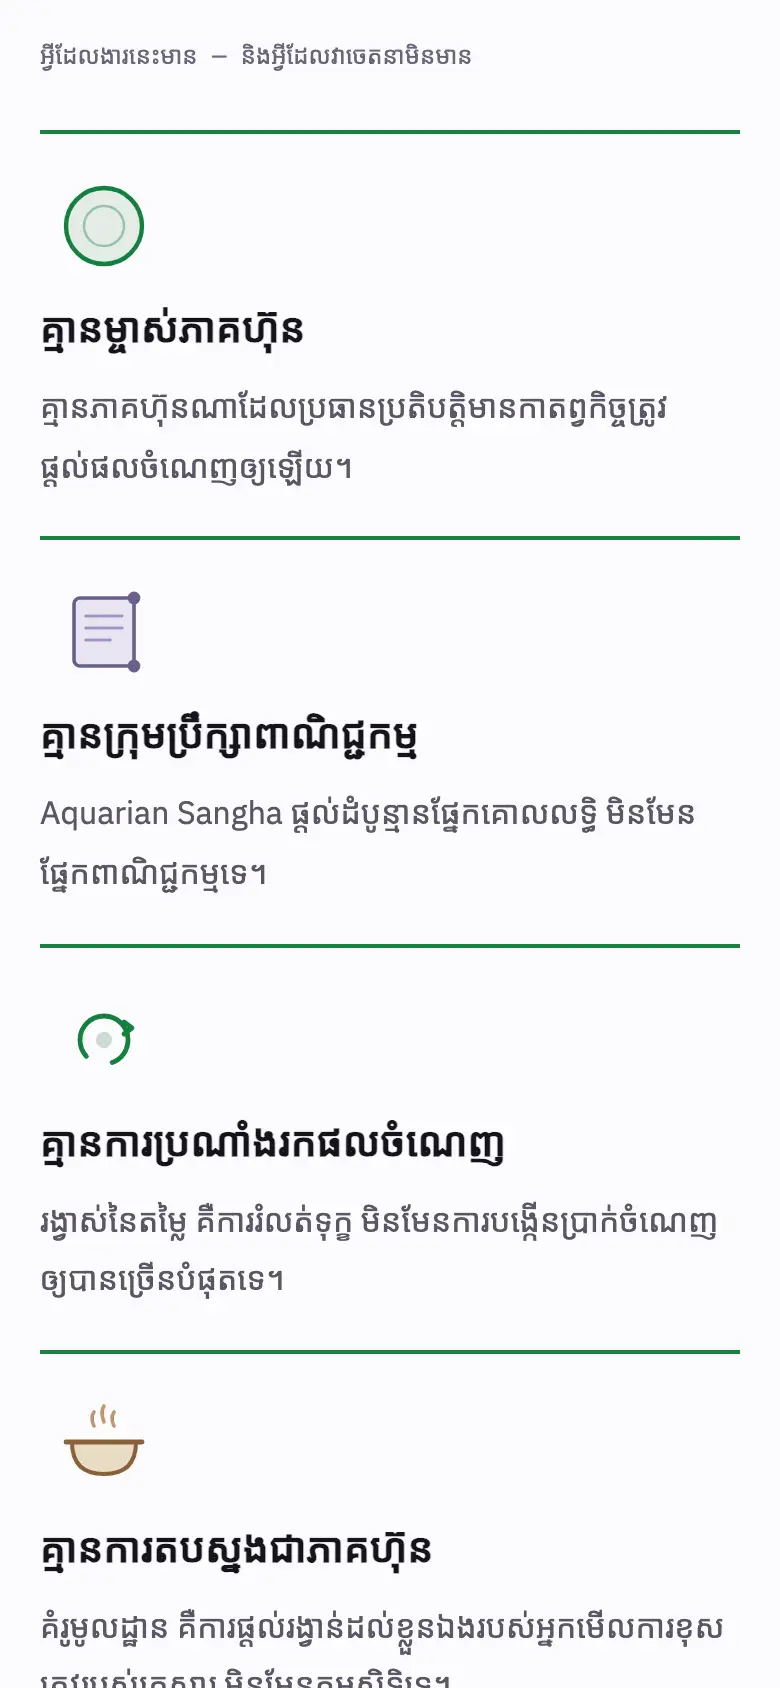 អ្វីដែលងារនេះមាន — និងអ្វីដែលវាចេតនាមិនមាន
គ្មានម្ចាស់ភាគហ៊ុន
គ្មានភាគហ៊ុនណាដែលប្រធានប្រតិបត្តិមានកាតព្វកិច្ចត្រូវ
ផ្តល់ផលចំណេញឲ្យឡើយ។
គ្មានក្រុមប្រឹក្សាពាណិជ្ជកម្ម
Aquarian Sangha ផ្តល់ដំបូន្មានផ្នែកគោលលទ្ធិ មិនមែន
ផ្នែកពាណិជ្ជកម្មទេ។
គ្មានការប្រណាំងរកផលចំណេញ
រង្វាស់នៃតម្លៃ គឺការរំលត់ទុក្ខ មិនមែនការបង្កើនប្រាក់ចំណេញ
ឲ្យបានច្រើនបំផុតទេ។
គ្មានការតបស្នងជាភាគហ៊ុន
គំរូមូលដ្ឋាន គឺការផ្តល់រង្វាន់ដល់ខ្លួនឯងរបស់អ្នកមើលការខុស